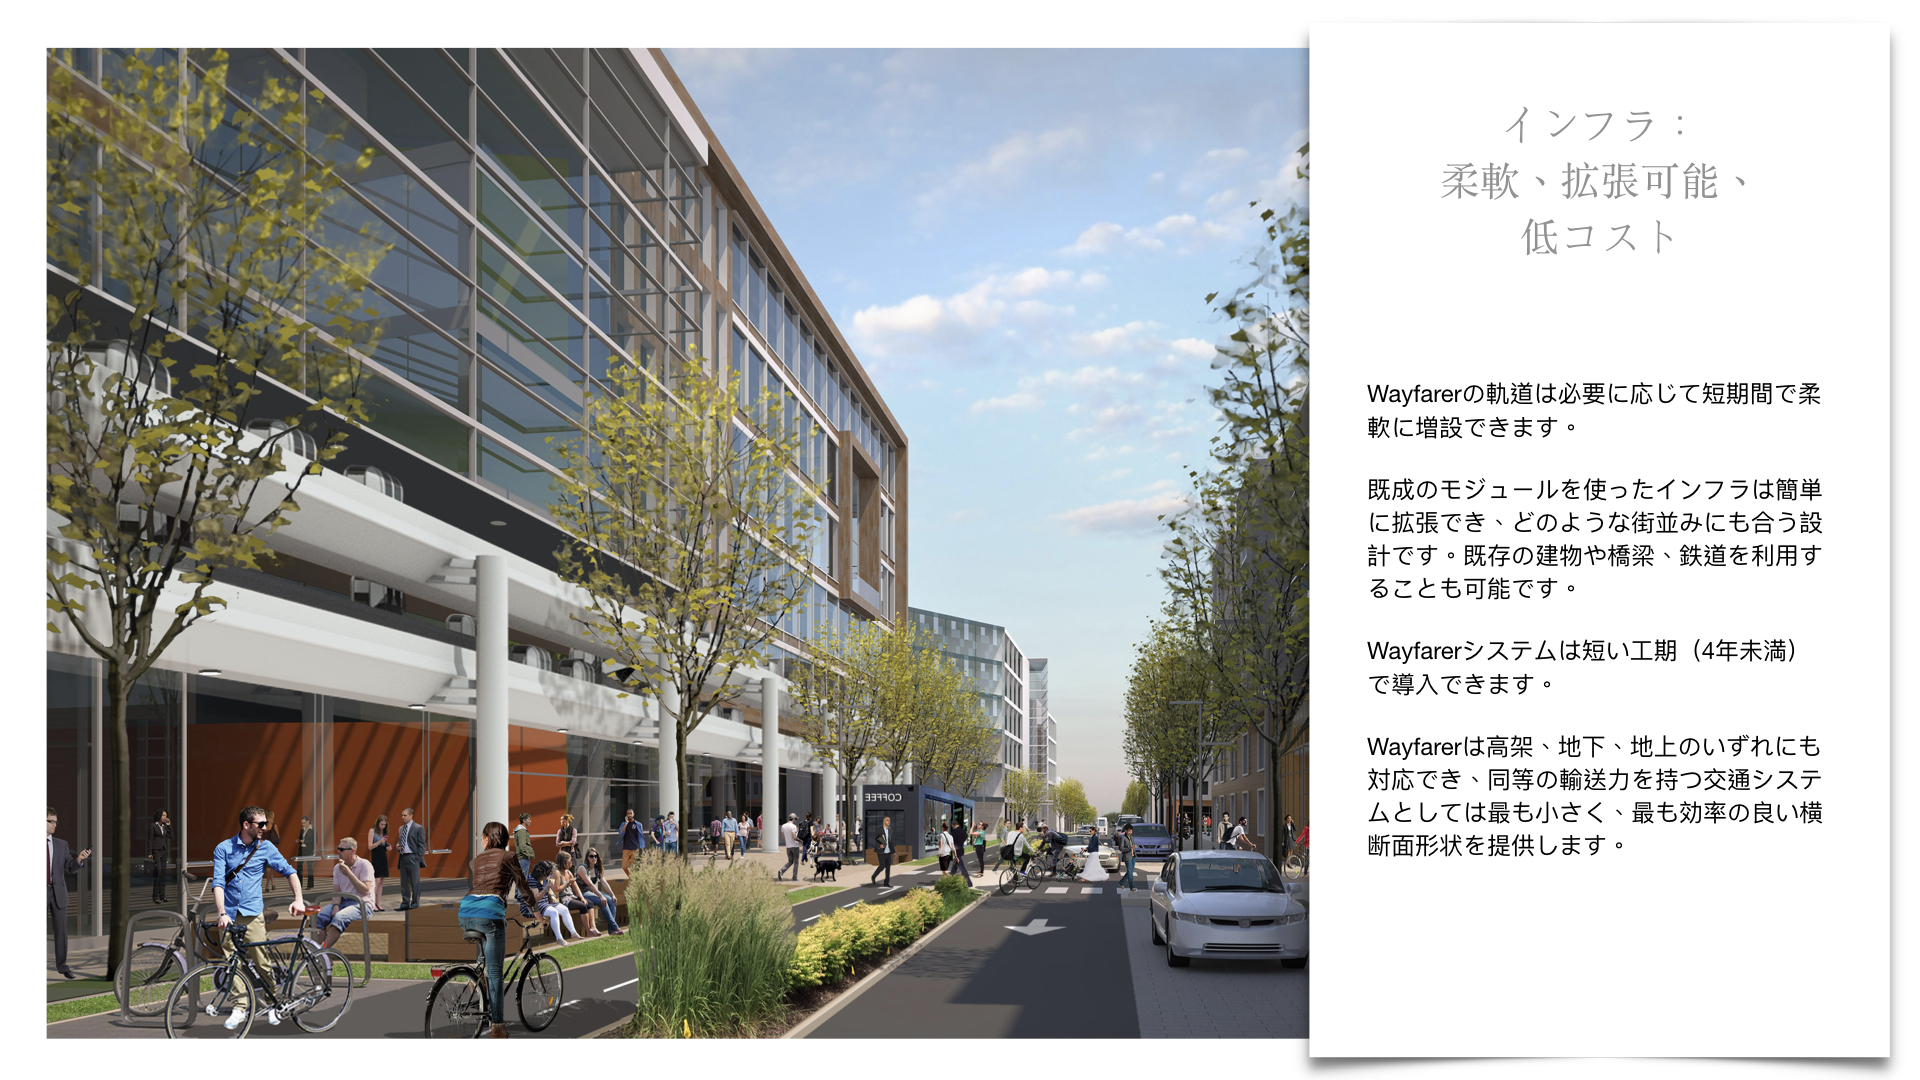 インフラ：
柔軟、拡張可能、
低コスト
Wayfarerの軌道は必要に応じて短期間で柔
軟に増設できます。
既成のモジュールを使ったインフラは簡単
に拡張でき、どのような街並みにも合う設
計です。既存の建物や橋梁、鉄道を利用す
ることも可能です。
Wayfarerシステムは短い工期（4年未満）
で導入できます。
Wayfarerは高架、地下、地上のいずれにも
対応でき、同等の輸送力を持つ交通システ
ムとしては最も小さく、最も効率の良い横
断面形状を提供します。
COFFEE